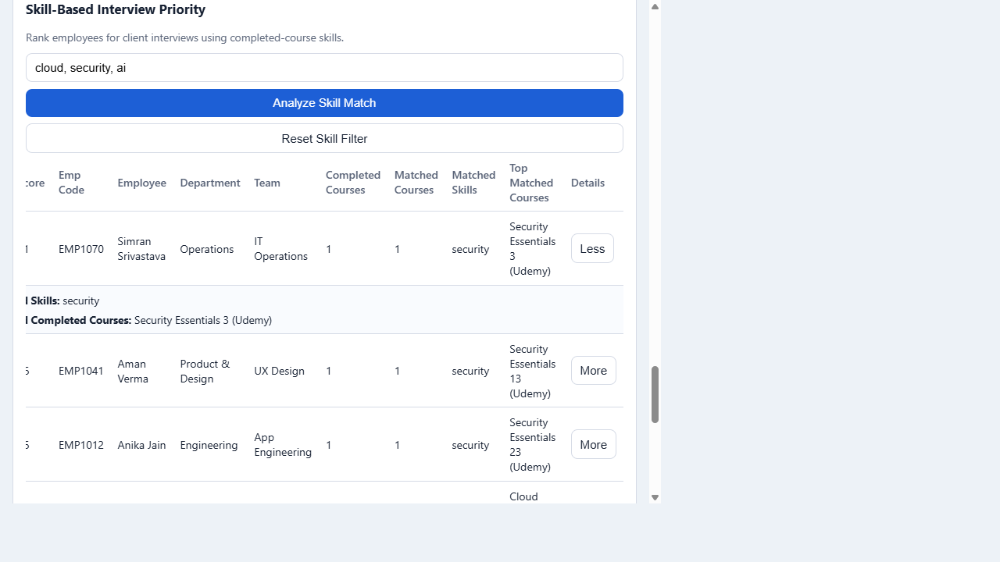 Skill-Based Interview Priority
Rank employees for client interviews using completed-course skills.
cloud, security, ai
Analyze Skill Match
Reset Skill Filter
core Emp Code Employee Department Team Completed Courses Matched Courses Matched Skills Top Matched Courses Details
1 EMP1070 Simran Srivastava Operations IT Operations 1 1 security Security Essentials 3 (Udemy) Less
Skills: security
Completed Courses: Security Essentials 3 (Udemy)
EMP1041 Aman Verma Product & Design UX Design 1 1 security Security Essentials 13 (Udemy) More
EMP1012 Anika Jain Engineering App Engineering 1 1 security Security Essentials 23 (Udemy) More
Cloud